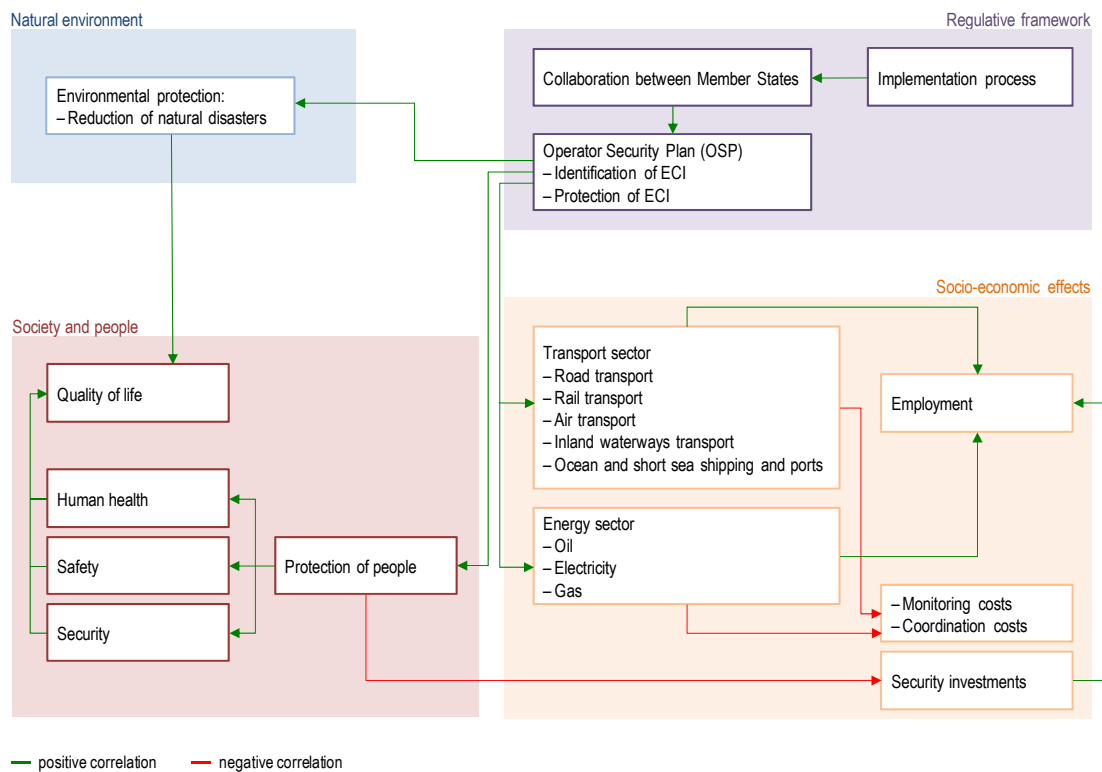 Natural environment
Environmental protection:
– Reduction of natural disasters
Regulative framework
Collaboration between Member States
Implementation process
Operator Security Plan (OSP)
– Identification of ECI
– Protection of ECI
Society and people
Quality of life
Human health
Safety
Security
Protection of people
Socio-economic effects
Transport sector
– Road transport
– Rail transport
– Air transport
– Inland waterways transport
– Ocean and short sea shipping and ports
Energy sector
– Oil
– Electricity
– Gas
Employment
– Monitoring costs
– Coordination costs
Security investments
positive correlation
negative correlation